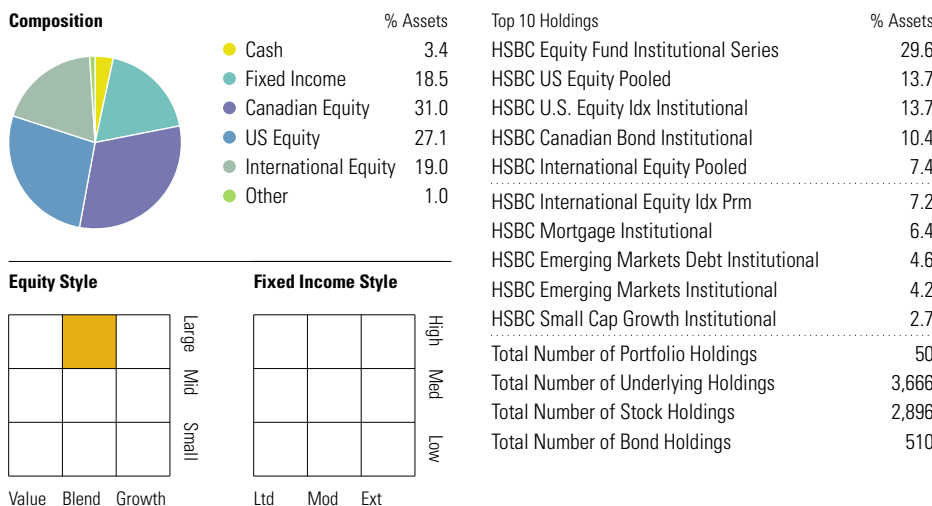 Composition % Assets
Cash 3.4
Fixed Income 18.5
Canadian Equity 31.0
US Equity 27.1
International Equity 19.0
Other 1.0
Equity Style
Large
Mid
Small
Value Blend Growth
Fixed Income Style
High
Med
Low
Ltd Mod Ext
Top 10 Holdings % Assets
HSBC Equity Fund Institutional Series 29.6
HSBC US Equity Pooled 13.7
HSBC U.S. Equity Idx Institutional 13.7
HSBC Canadian Bond Institutional 10.4
HSBC International Equity Pooled 7.4
HSBC International Equity Idx Prm 7.2
HSBC Mortgage Institutional 6.4
HSBC Emerging Markets Debt Institutional 4.6
HSBC Emerging Markets Institutional 4.2
HSBC Small Cap Growth Institutional 2.7
Total Number of Portfolio Holdings 50
Total Number of Underlying Holdings 3,666
Total Number of Stock Holdings 2,896
Total Number of Bond Holdings 510